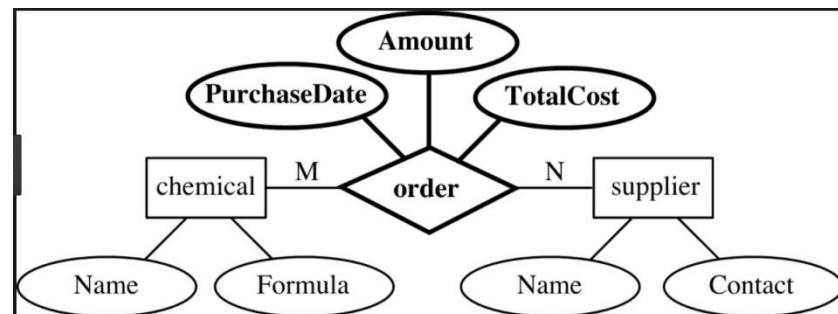 Amount
PurchaseDate TotalCost
M N
chemical order supplier
Name Formula Name Contact